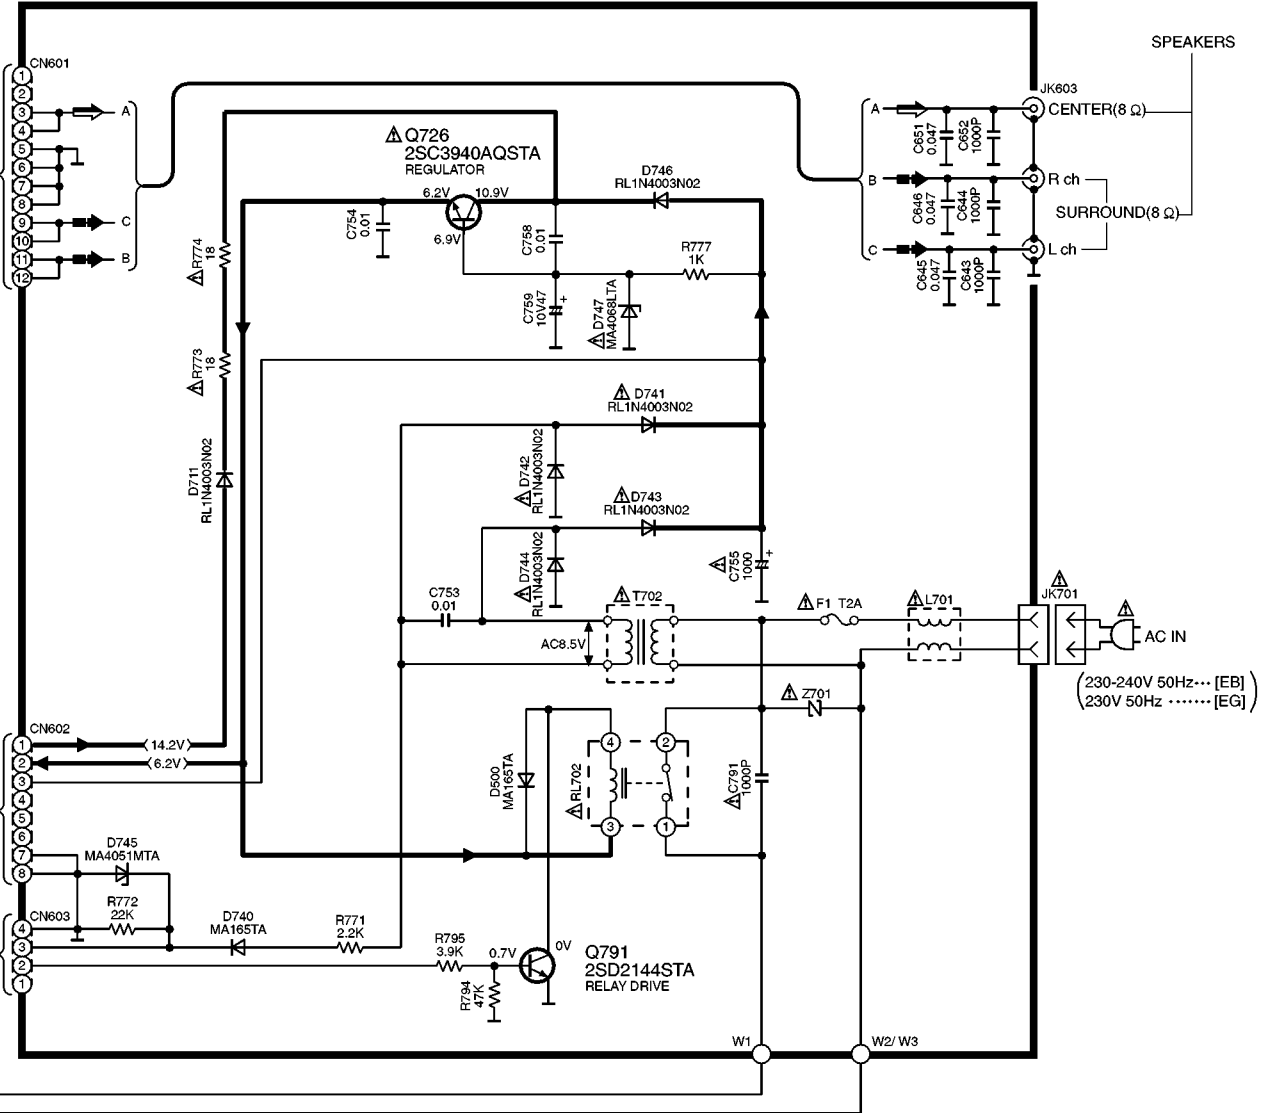 SPEAKERS
CN601
1
2
3
4
5
6
7
8
9
10
11
12
A
C
B
Q726
2SC3940AQSTA
REGULATOR
6.2V
10.9V
6.9V
C754
0.01
C758
0.01
D746
RL1N4003N02
R777
1K
C759
10V47
+
D747
MA4068LTA
R774
18
R773
18
D711
RL1N4003N02
JK603
A
B
C
C651
0.047
C652
1000P
CENTER(8 Ω)
C646
0.047
C644
1000P
R ch
SURROUND(8 Ω)
C645
0.047
C643
1000P
L ch
D741
RL1N4003N02
D742
RL1N4003N02
D743
RL1N4003N02
D744
RL1N4003N02
C755
1000
+
C753
0.01
T702
AC8.5V
F1 T2A
L701
JK701
AC IN
(230-240V 50Hz··· [EB]
230V 50Hz ······· [EG])
Z701
CN602
1
2
3
4
5
6
7
8
(14.2V)
(6.2V)
D500
MA165TA
RL702
4
2
3
1
C791
1000P
D745
MA4051MTA
R772
22K
CN603
4
3
2
1
D740
MA165TA
R771
2.2K
R795
3.9K
0.7V
0V
R794
47K
Q791
2SD2144STA
RELAY DRIVE
W1
W2/ W3